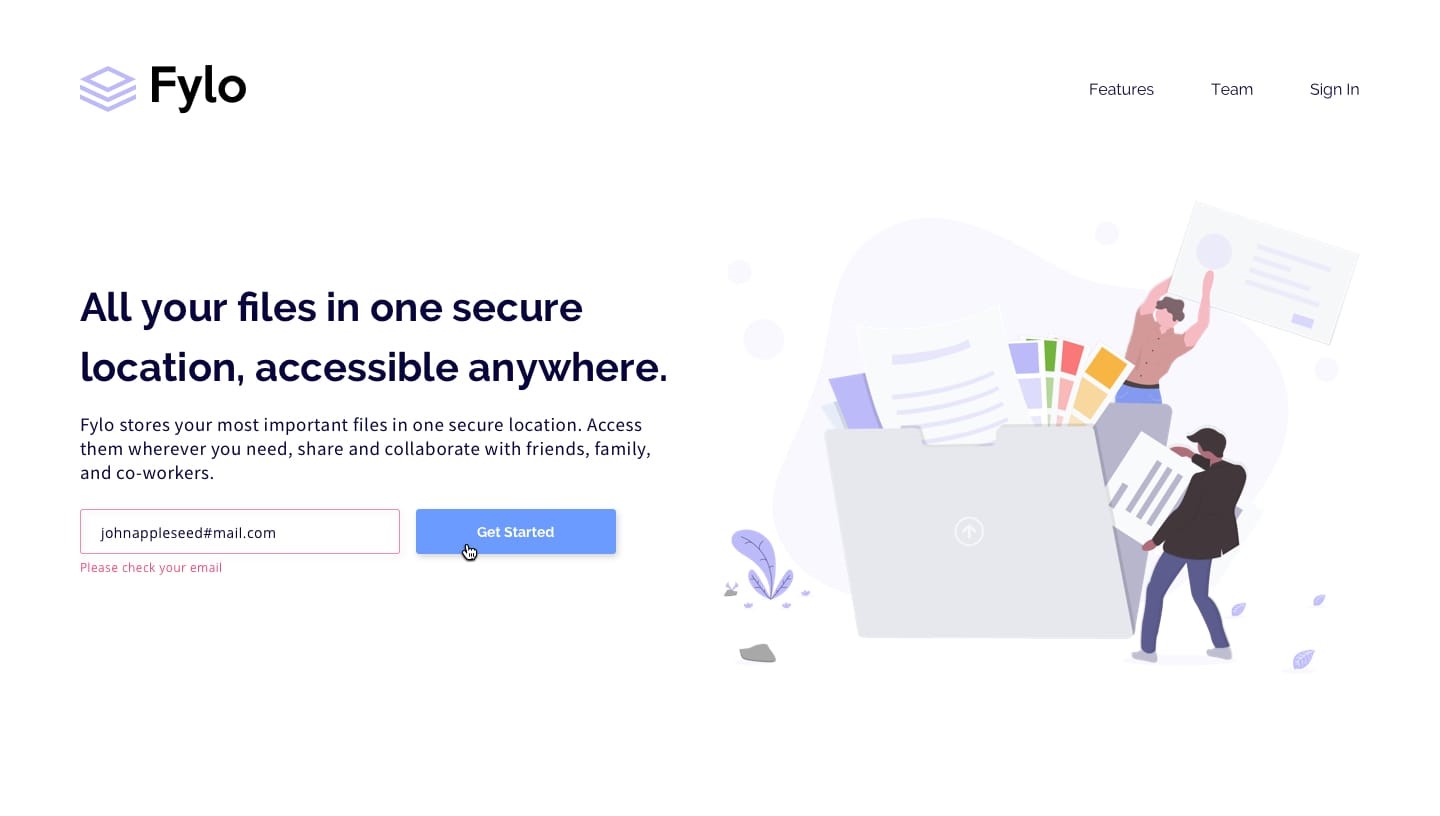 Fylo
Features
Team
Sign In
All your files in one secure
location, accessible anywhere.
Fylo stores your most important files in one secure location. Access
them wherever you need, share and collaborate with friends, family,
and co-workers.
johnappleseed#mail.com
Get Started
Please check your email